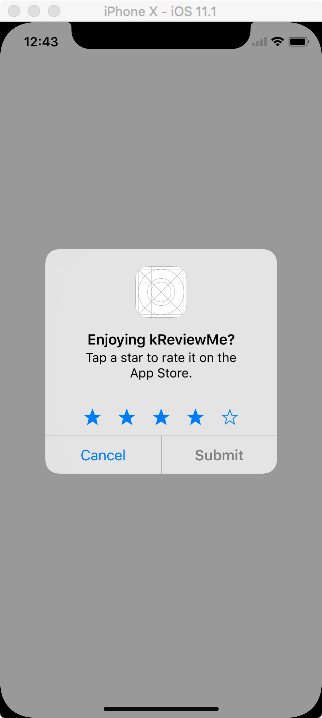 iPhone X - iOS 11.1
12:43
Enjoying kReviewMe?
Tap a star to rate it on the
App Store.
Cancel
Submit